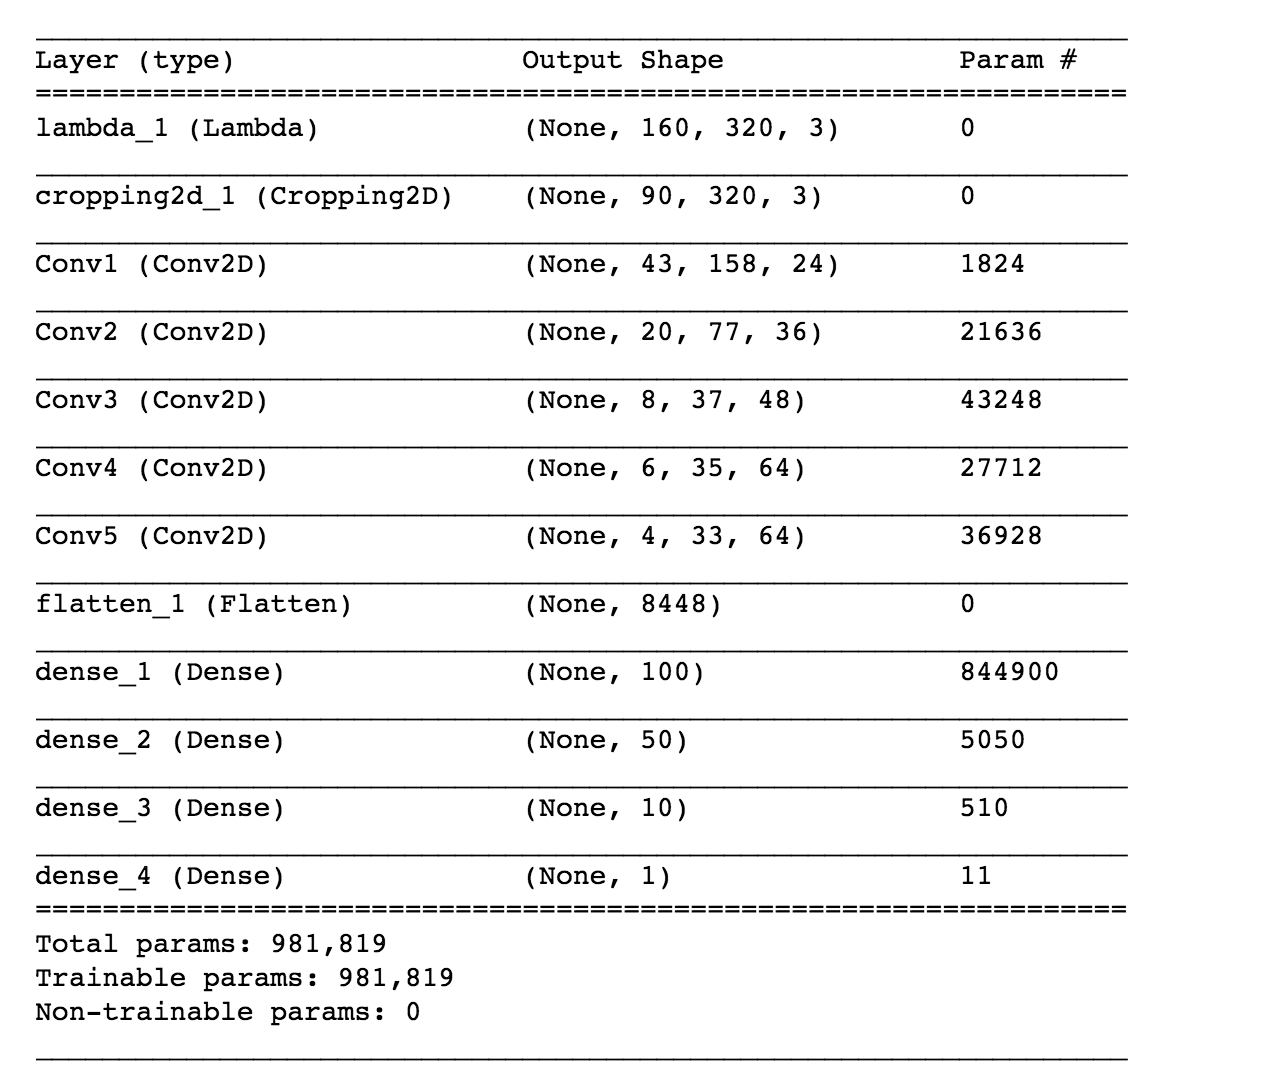 Layer (type) Output Shape Param #
lambda_1 (Lambda) (None, 160, 320, 3) 0
cropping2d_1 (Cropping2D) (None, 90, 320, 3) 0
Conv1 (Conv2D) (None, 43, 158, 24) 1824
Conv2 (Conv2D) (None, 20, 77, 36) 21636
Conv3 (Conv2D) (None, 8, 37, 48) 43248
Conv4 (Conv2D) (None, 6, 35, 64) 27712
Conv5 (Conv2D) (None, 4, 33, 64) 36928
flatten_1 (Flatten) (None, 8448) 0
dense_1 (Dense) (None, 100) 844900
dense_2 (Dense) (None, 50) 5050
dense_3 (Dense) (None, 10) 510
dense_4 (Dense) (None, 1) 11
Total params: 981,819
Trainable params: 981,819
Non-trainable params: 0